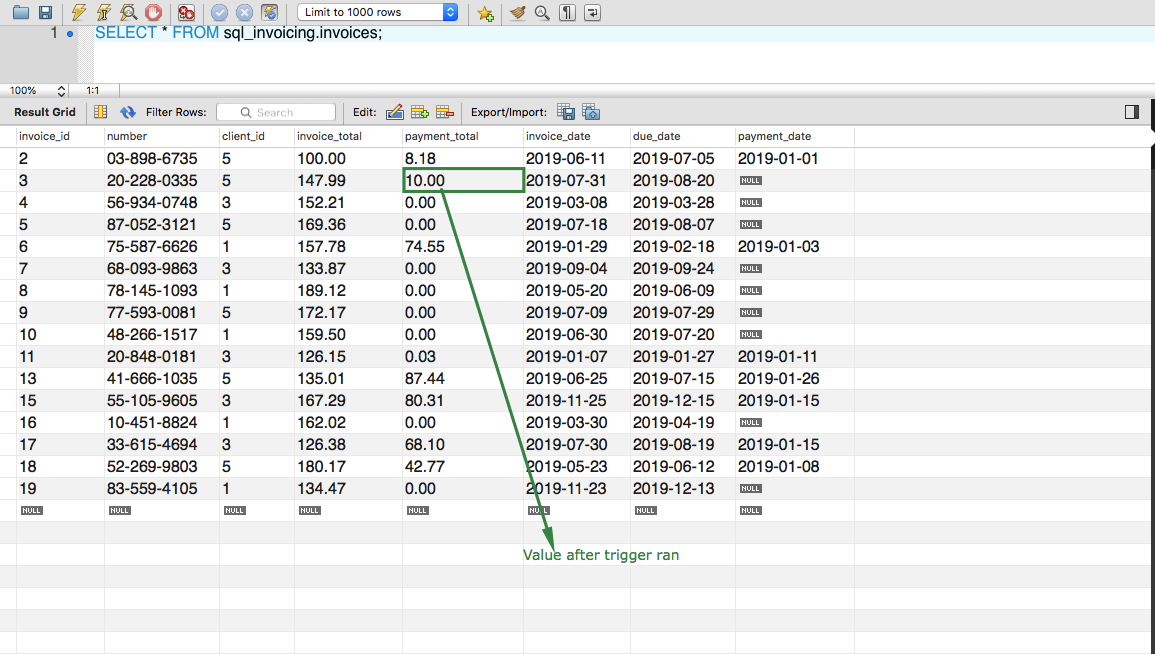 Limit to 1000 rows
1 SELECT * FROM sql_invoicing.invoices;
100% 1:1
Result Grid Filter Rows: Search Edit: Export/Import:
invoice_id number client_id invoice_total payment_total invoice_date due_date payment_date
2 03-898-6735 5 100.00 8.18 2019-06-11 2019-07-05 2019-01-01
3 20-228-0335 5 147.99 10.00 2019-07-31 2019-08-20 NULL
4 56-934-0748 3 152.21 0.00 2019-03-08 2019-03-28 NULL
5 87-052-3121 5 169.36 0.00 2019-07-18 2019-08-07 NULL
6 75-587-6626 1 157.78 74.55 2019-01-29 2019-02-18 2019-01-03
7 68-093-9863 3 133.87 0.00 2019-09-04 2019-09-24 NULL
8 78-145-1093 1 189.12 0.00 2019-05-20 2019-06-09 NULL
9 77-593-0081 5 172.17 0.00 2019-07-09 2019-07-29 NULL
10 48-266-1517 1 159.50 0.00 2019-06-30 2019-07-20 NULL
11 20-848-0181 3 126.15 0.03 2019-01-07 2019-01-27 2019-01-11
13 41-666-1035 5 135.01 87.44 2019-06-25 2019-07-15 2019-01-26
15 55-105-9605 3 167.29 80.31 2019-11-25 2019-12-15 2019-01-15
16 10-451-8824 1 162.02 0.00 2019-03-30 2019-04-19 NULL
17 33-615-4694 3 126.38 68.10 2019-07-30 2019-08-19 2019-01-15
18 52-269-9803 5 180.17 42.77 2019-05-23 2019-06-12 2019-01-08
19 83-559-4105 1 134.47 0.00 2019-11-23 2019-12-13 NULL
NULL NULL NULL NULL NULL NULL NULL NULL
Value after trigger ran